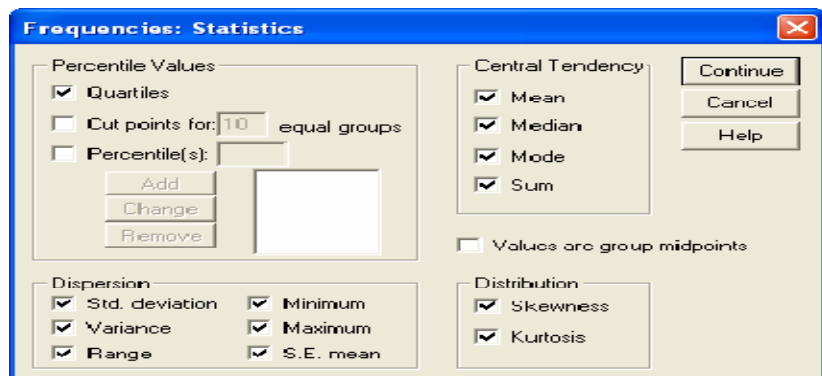 Frequencies: Statistics
Percentile Values
Quartiles
Cut points for: 10 equal groups
Percentile(s):
Add
Change
Remove
Central Tendency
Mean
Median
Mode
Sum
Continue
Cancel
Help
Values are group midpoints
Dispersion
Std. deviation
Minimum
Variance
Maximum
Range
S.E. mean
Distribution
Skewness
Kurtosis